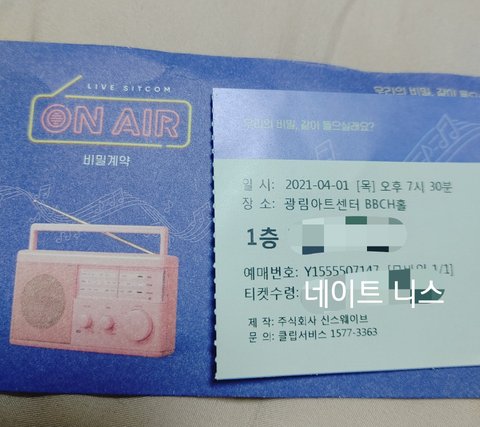 LIVE SITCOM
ON AIR
비밀계약
우리의 비밀, 같이 들으
우리의 비밀, 같이 들으실래요?
일 시: 2021-04-01 [목] 오후 7시 30분
장 소: 광림아트센터 BBCH홀
1층
예매번호: Y1555507147 1/1]
티켓수령:
네이트 니스
제 작: 주식회사 신스웨이브
문 의: 클립서비스 1577-3363